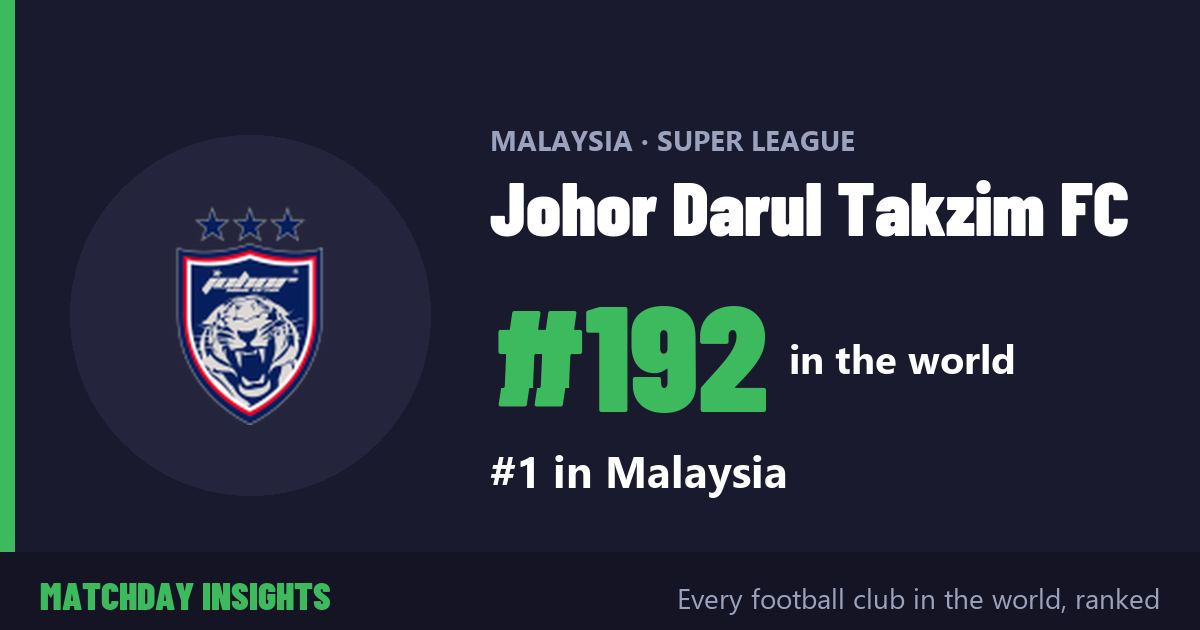 MALAYSIA · SUPER LEAGUE
Johor Darul Takzim FC
johor
#192 in the world
#1 in Malaysia
MATCHDAY INSIGHTS
Every football club in the world, ranked